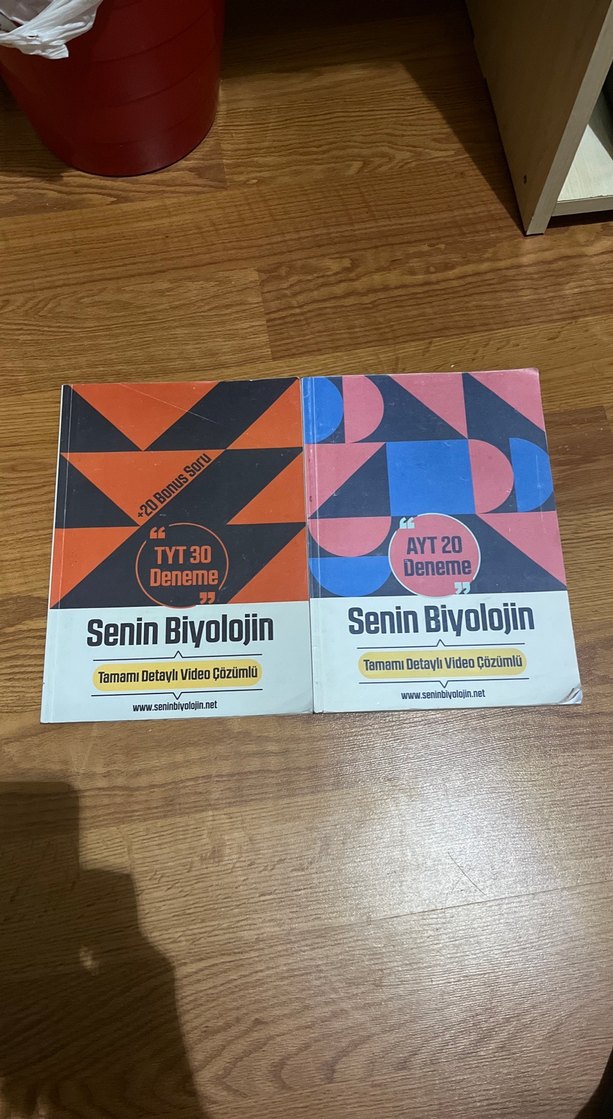 +20 Bonus Soru
“
TYT 30
Deneme
”
Senin Biyolojin
Tamamı Detaylı Video Çözümlü
www.seninbiyolojin.net
“
AYT 20
Deneme
”
Senin Biyolojin
Tamamı Detaylı Video Çözümlü
www.seninbiyolojin.net